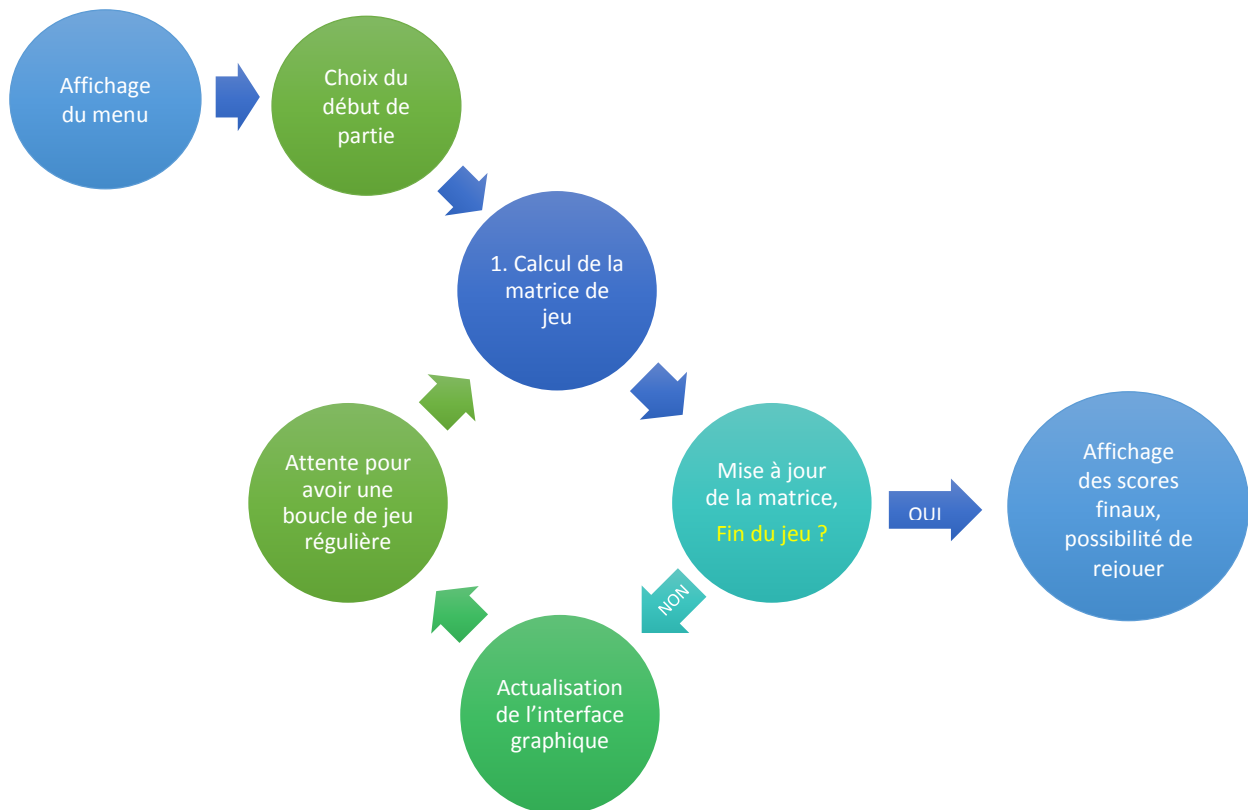 Affichage
du menu
Choix du
début de
partie
1. Calcul de la
matrice de
jeu
Mise à jour
de la matrice,
Fin du jeu ?
OUI
Affichage
des scores
finaux,
possibilité de
rejouer
NON
Actualisation
de l’interface
graphique
Attente pour
avoir une
boucle de jeu
régulière